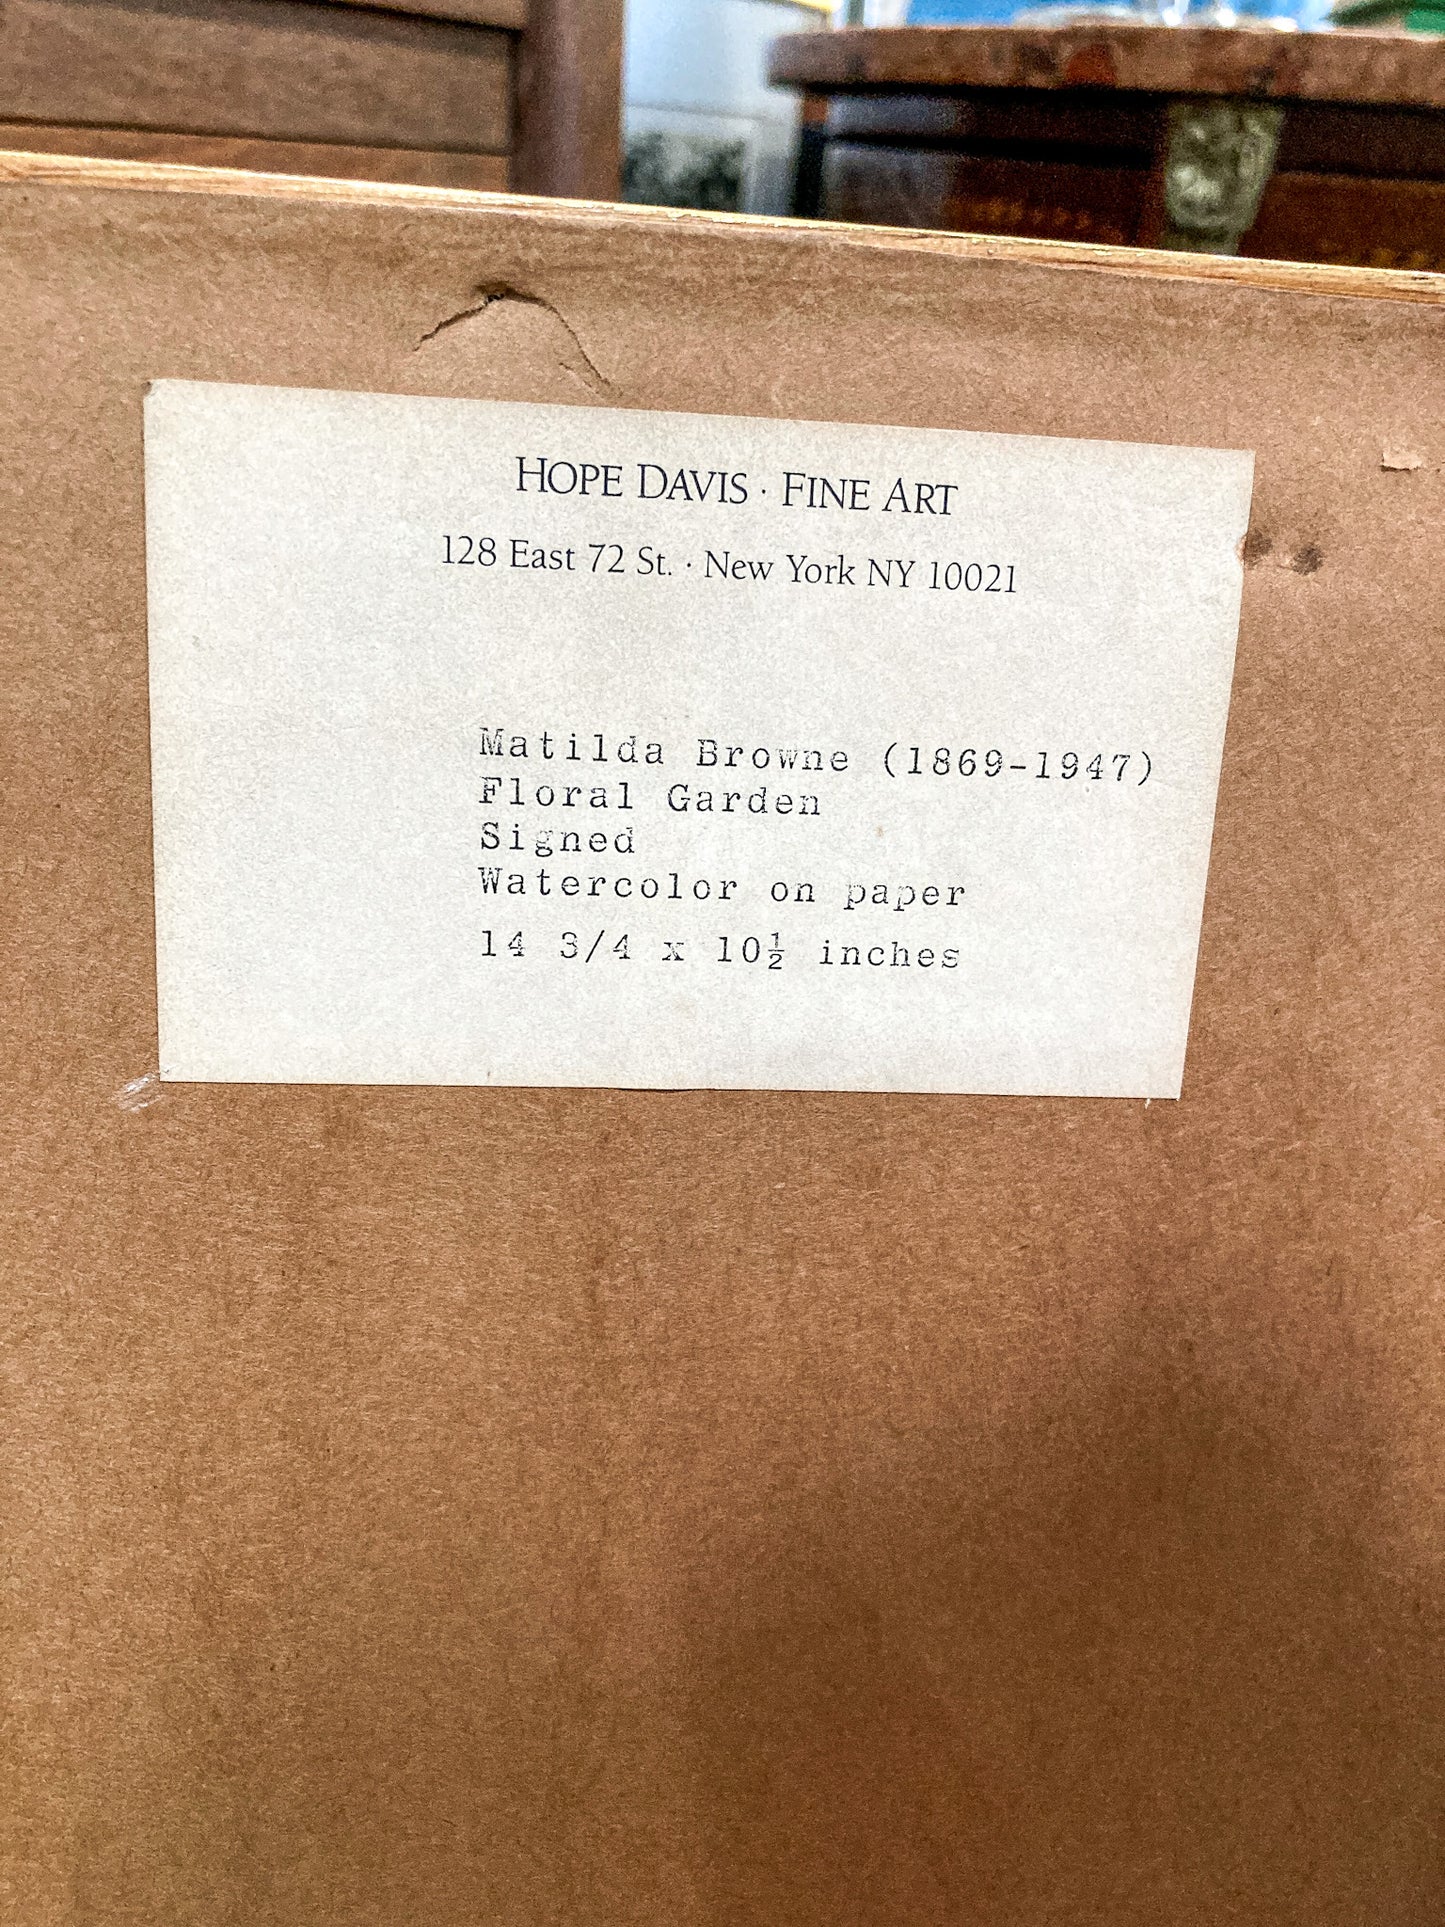 HOPE DAVIS · FINE ART
128 East 72 St. · New York NY 10021
Matilda Browne (1869-1947)
Floral Garden
Signed
Watercolor on paper
14 3/4 x 10½ inches